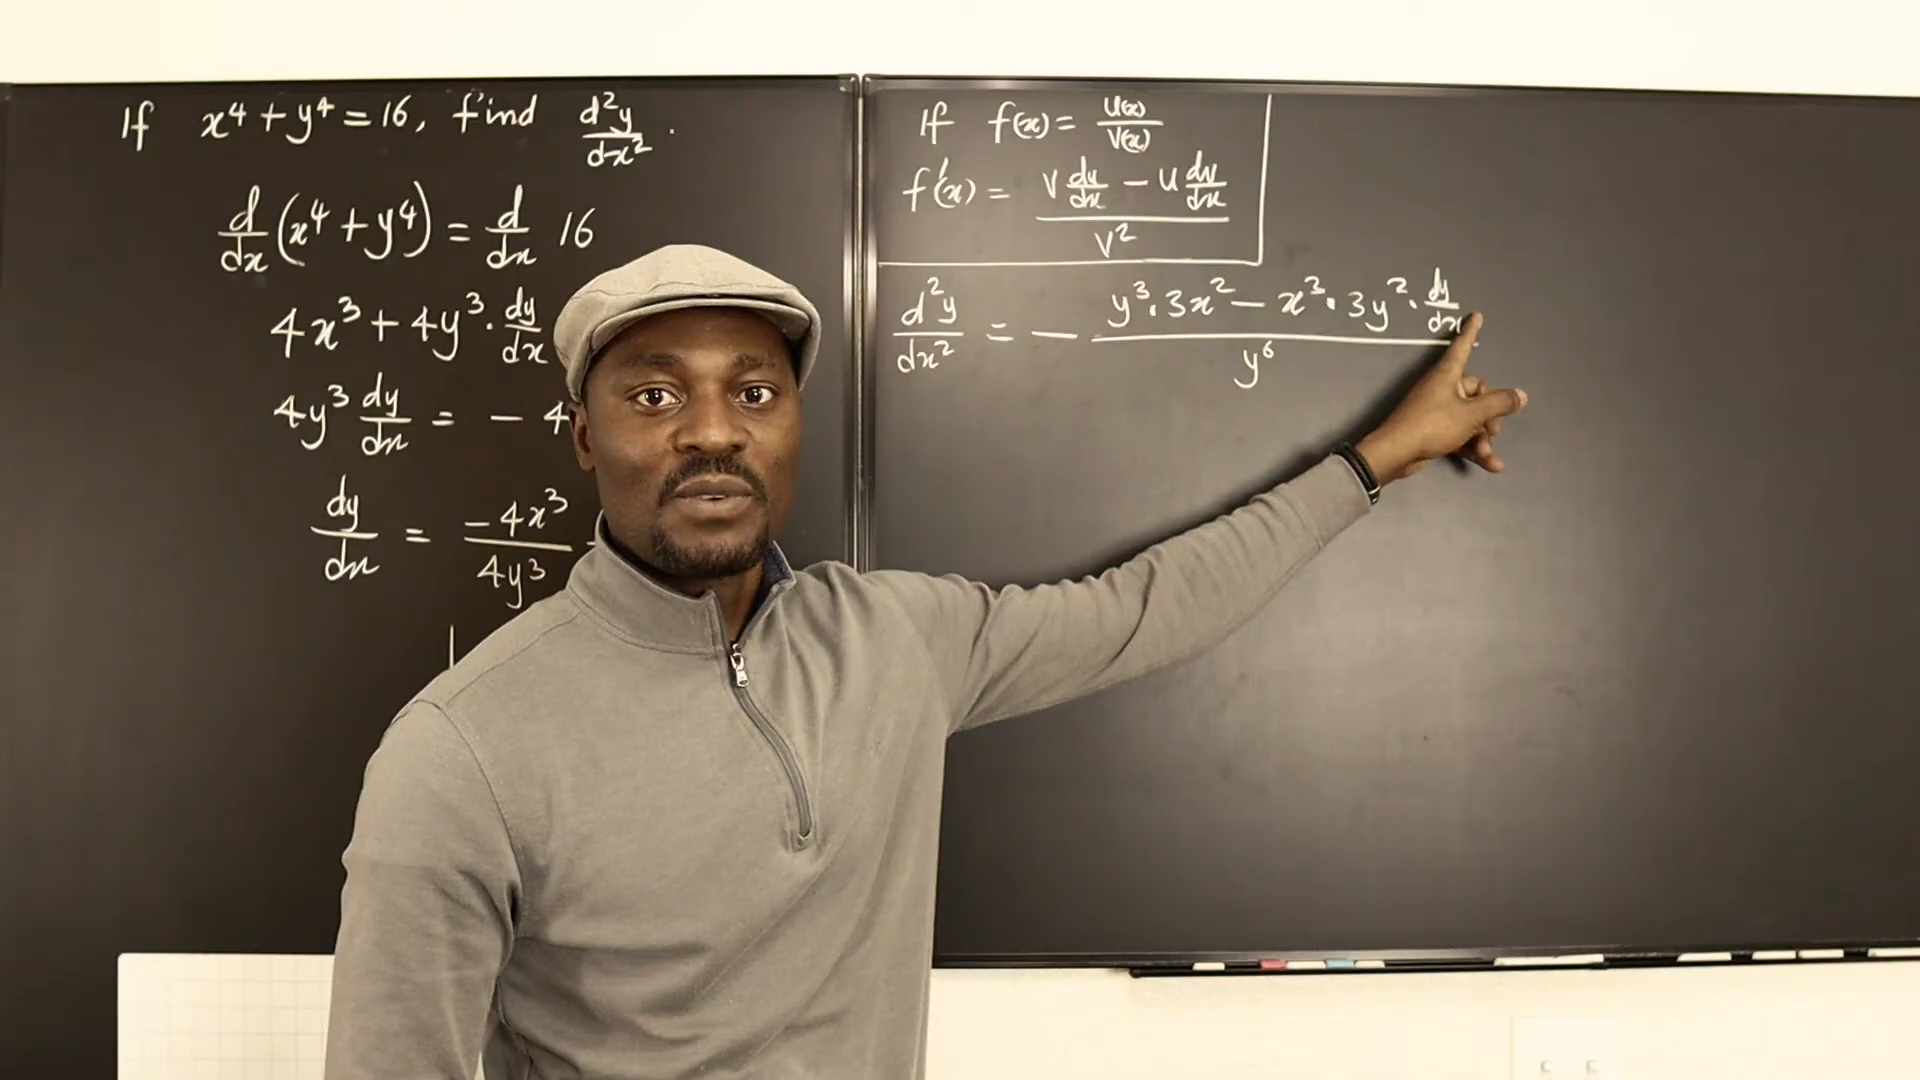 If x⁴ + y⁴ = 16, find d²y/dx².
d/dx (x⁴ + y⁴) = d/dx 16
4x³ + 4y³ · dy/dx
4y³ dy/dx = - 4
dy/dx = -4x³/4y³
If f(x) = u(x)/v(x)
f'(x) = (v du/dx - u dv/dx)/v²
d²y/dx² = - (y³ · 3x² - x³ · 3y² · dy/dx)/y⁶